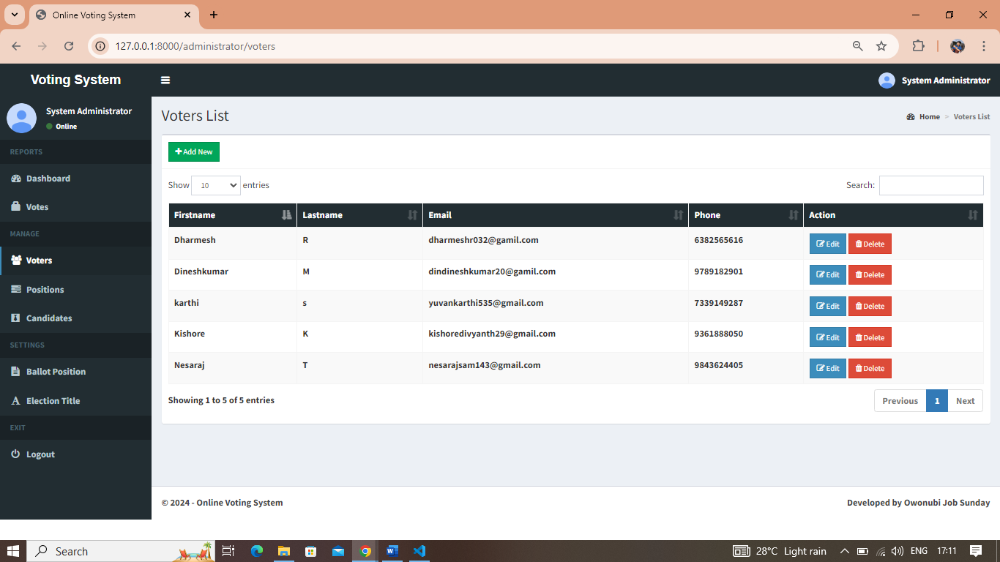 Online Voting System
127.0.0.1:8000/administrator/voters
Voting System
System Administrator
System Administrator
Online
REPORTS
Dashboard
Votes
MANAGE
Voters
Positions
Candidates
SETTINGS
Ballot Position
Election Title
EXIT
Logout
Voters List
Home > Voters List
Add New
Show 10 entries
Search:
Firstname Lastname Email Phone Action
Dharmesh R dharmeshr032@gamil.com 6382565616 Edit Delete
Dineshkumar M dindineshkumar20@gamil.com 9789182901 Edit Delete
karthi s yuvankarthi535@gmail.com 7339149287 Edit Delete
Kishore K kishoredivyanth29@gmail.com 9361888050 Edit Delete
Nesaraj T nesarajsam143@gmail.com 9843624405 Edit Delete
Showing 1 to 5 of 5 entries
Previous 1 Next
© 2024 - Online Voting System
Developed by Owonubi Job Sunday
Search
28°C Light rain
ENG
17:11